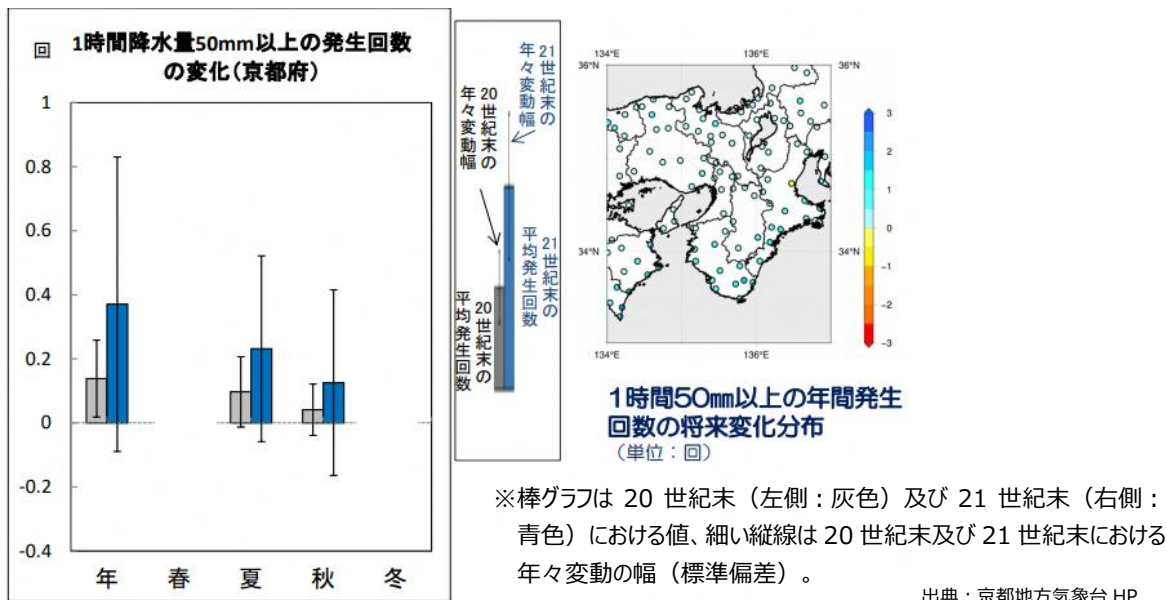 回
1時間降水量50mm以上の発生回数
の変化(京都府)
1
0.8
0.6
0.4
0.2
0
-0.2
-0.4
年 春 夏 秋 冬
21世紀末の
年々変動幅
20世紀末の
年々変動幅
21世紀末の
平均発生回数
20世紀末の
平均発生回数
134°E 136°E
36°N 36°N
34°N 34°N
134°E 136°E
3
2
1
0
-1
-2
-3
1時間50mm以上の年間発生
回数の将来変化分布
(単位:回)
※棒グラフは 20 世紀末(左側:灰色)及び 21 世紀末(右側:
青色)における値、細い縦線は 20 世紀末及び 21 世紀末における
年々変動の幅(標準偏差)。
出典:京都地方気象台 HP